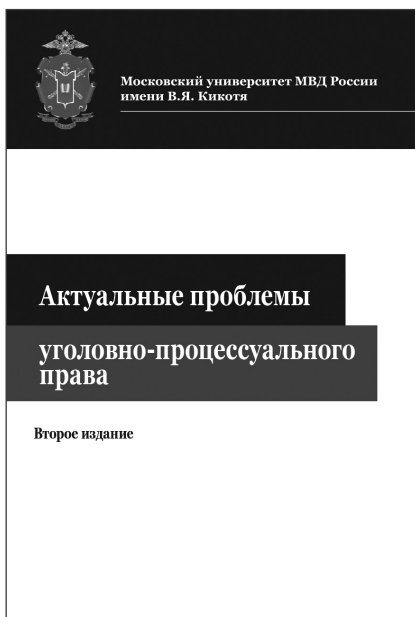 Московский университет МВД России
имени В.Я. Кикотя
Актуальные проблемы
уголовно-процессуального
права
Второе издание